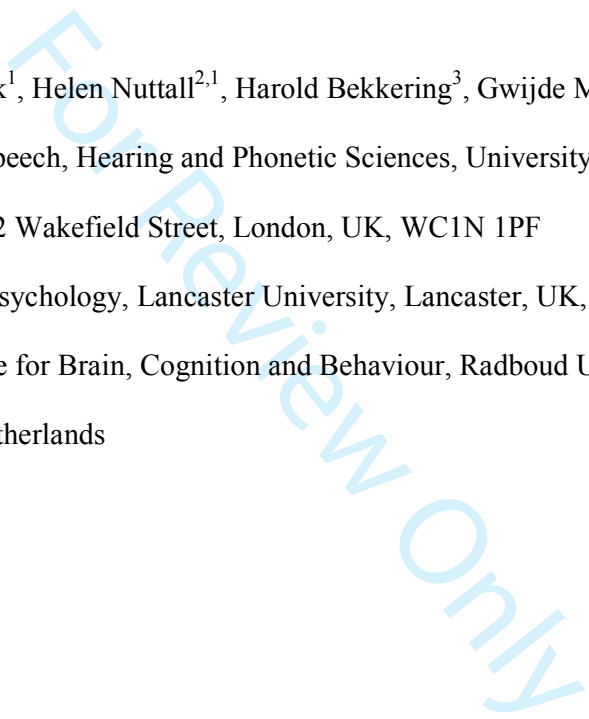 k¹, Helen Nuttall²,¹, Harold Bekkering³, Gwijde M
peech, Hearing and Phonetic Sciences, University
2 Wakefield Street, London, UK, WC1N 1PF
sychology, Lancaster University, Lancaster, UK,
e for Brain, Cognition and Behaviour, Radboud U
therlands
For Review Only